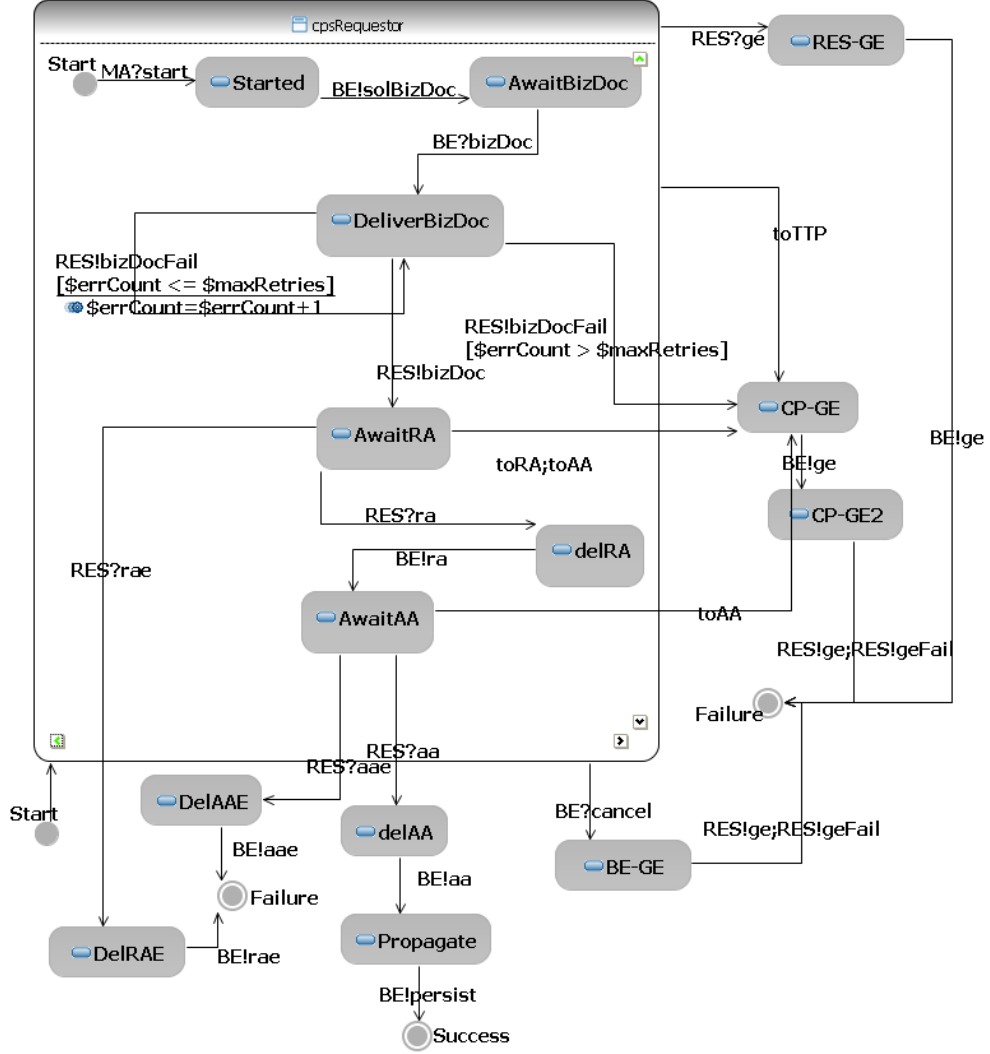 cpsRequestor
RES?ge
RES-GE
Start
MA?start
Started
BE!solBizDoc
AwaitBizDoc
BE?bizDoc
DeliverBizDoc
toTTP
RES!bizDocFail
[$errCount <= $maxRetries]
$errCount=$errCount+1
RES!bizDocFail
[$errCount > $maxRetries]
RES!bizDoc
CP-GE
AwaitRA
BE!ge
toRA;toAA
BE!ge
CP-GE2
RES?ra
delRA
BE!ra
RES?rae
AwaitAA
toAA
RES!ge;RES!geFail
Failure
RES?aa
RES?aae
DelAAE
Start
delAA
BE?cancel
RES!ge;RES!geFail
BE!aae
BE-GE
BE!aa
Failure
Propagate
DelRAE
BE!rae
BE!persist
Success